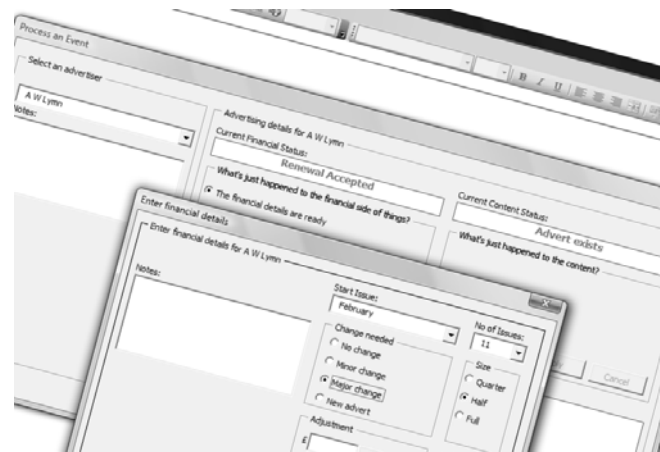 B I U
Process an Event
Select an advertiser
A W Lymn
Notes:
Advertising details for A W Lymn
Current Financial Status:
Renewal Accepted
What's just happened to the financial side of things?
The financial details are ready
Current Content Status:
Advert exists
What's just happened to the content?
Cancel
Enter financial details
Enter financial details for A W Lymn
Notes:
Start Issue:
February
No of Issues:
11
Change needed
No change
Minor change
Major change
New advert
Size
Quarter
Half
Full
Adjustment
£